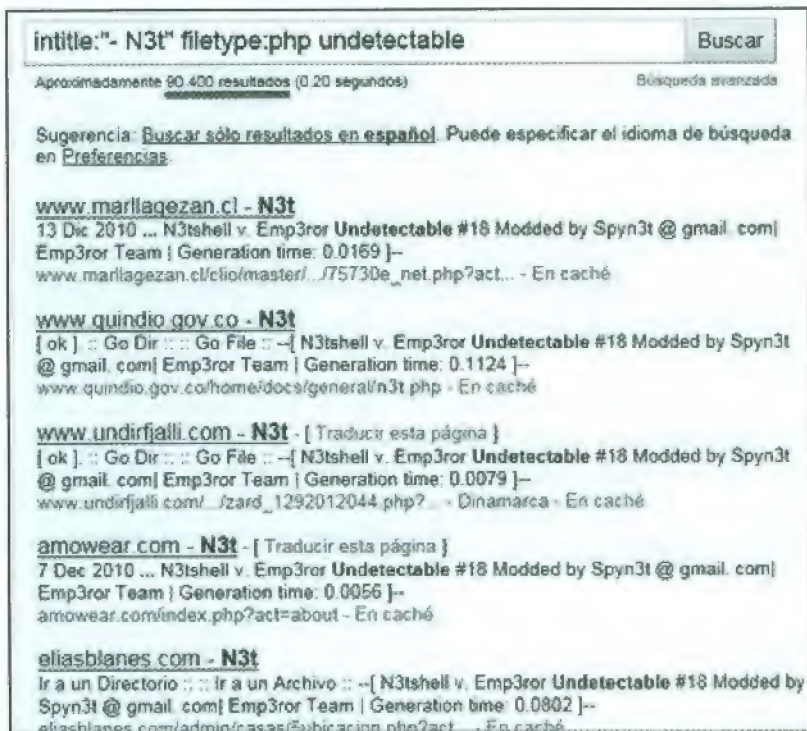 intitle:"- N3t" filetype:php undetectable Buscar
Aproximadamente 90.400 resultados (0,20 segundos) Búsqueda avanzada
Sugerencia: Buscar sólo resultados en español. Puede especificar el idioma de búsqueda
en Preferencias.
www.marllagezan.cl - N3t
13 Dic 2010 ... N3tshell v. Emp3ror Undetectable #18 Modded by Spyn3t @ gmail. com|
Emp3ror Team | Generation time: 0.0169 ]--
www.marllagezan.cl/clio/master/.../75730e_net.php?act... - En caché
www.quindio.gov.co - N3t
[ ok ]. :: Go Dir :: :: Go File :: --[ N3tshell v. Emp3ror Undetectable #18 Modded by Spyn3t
@ gmail. com| Emp3ror Team | Generation time: 0.1124 ]--
www.quindio.gov.co/home/docs/general/n3t.php - En caché
www.undirfjalli.com - N3t - [ Traducir esta página ]
[ ok ]. :: Go Dir :: :: Go File :: --[ N3tshell v. Emp3ror Undetectable #18 Modded by Spyn3t
@ gmail. com| Emp3ror Team | Generation time: 0.0079 ]--
www.undirfjalli.com/.../zard_1292012044.php?... - Dinamarca - En caché
amowear.com - N3t - [ Traducir esta página ]
7 Dec 2010 ... N3tshell v. Emp3ror Undetectable #18 Modded by Spyn3t @ gmail. com|
Emp3ror Team | Generation time: 0.0056 ]--
amowear.com/index.php?act=about - En caché
eliasblanes.com - N3t
Ir a un Directorio :: :: Ir a un Archivo :: --[ N3tshell v. Emp3ror Undetectable #18 Modded by
Spyn3t @ gmail. com| Emp3ror Team | Generation time: 0.0802 ]--
eliasblanes.com/admin/casas/ - En caché